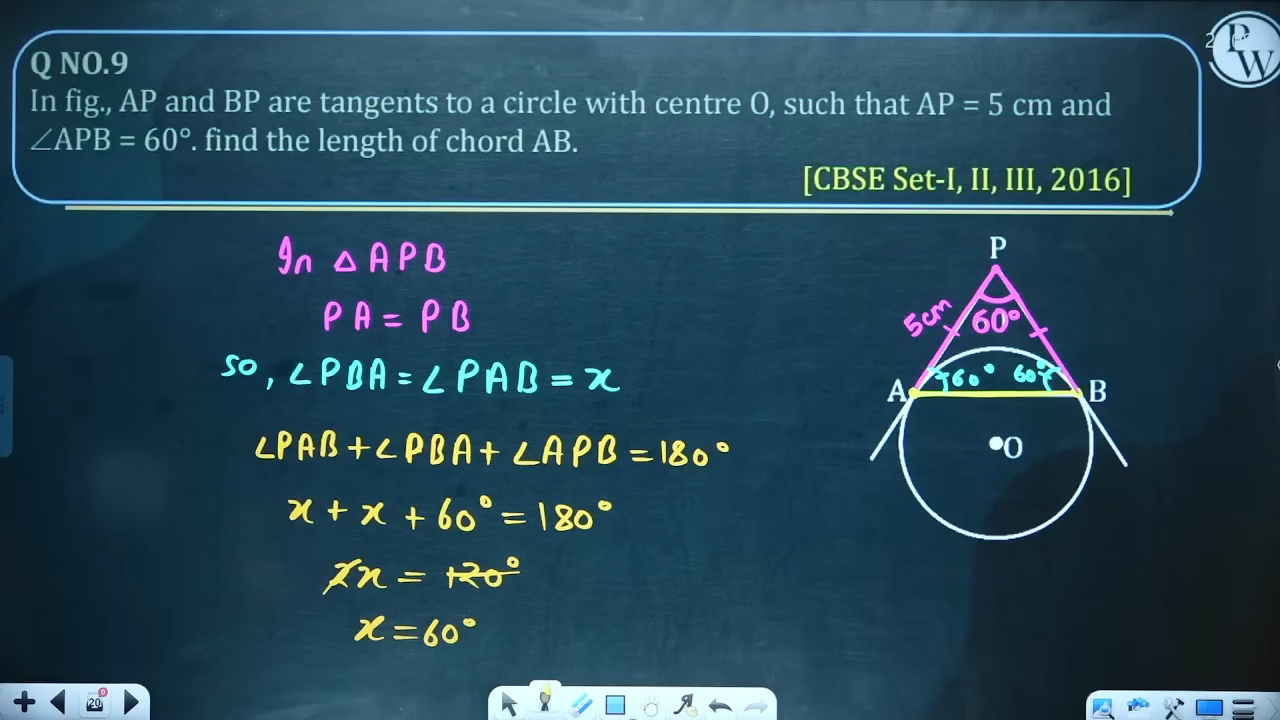 Q NO.9
In fig., AP and BP are tangents to a circle with centre O, such that AP = 5 cm and
∠APB = 60°. find the length of chord AB.
[CBSE Set-I, II, III, 2016]
PW
In △APB
PA = PB
so, ∠PBA = ∠PAB = x
∠PAB + ∠PBA + ∠APB = 180°
x + x + 60° = 180°
2x = 120°
x = 60°
P
5cm
60°
60° 60°
A B
O
20